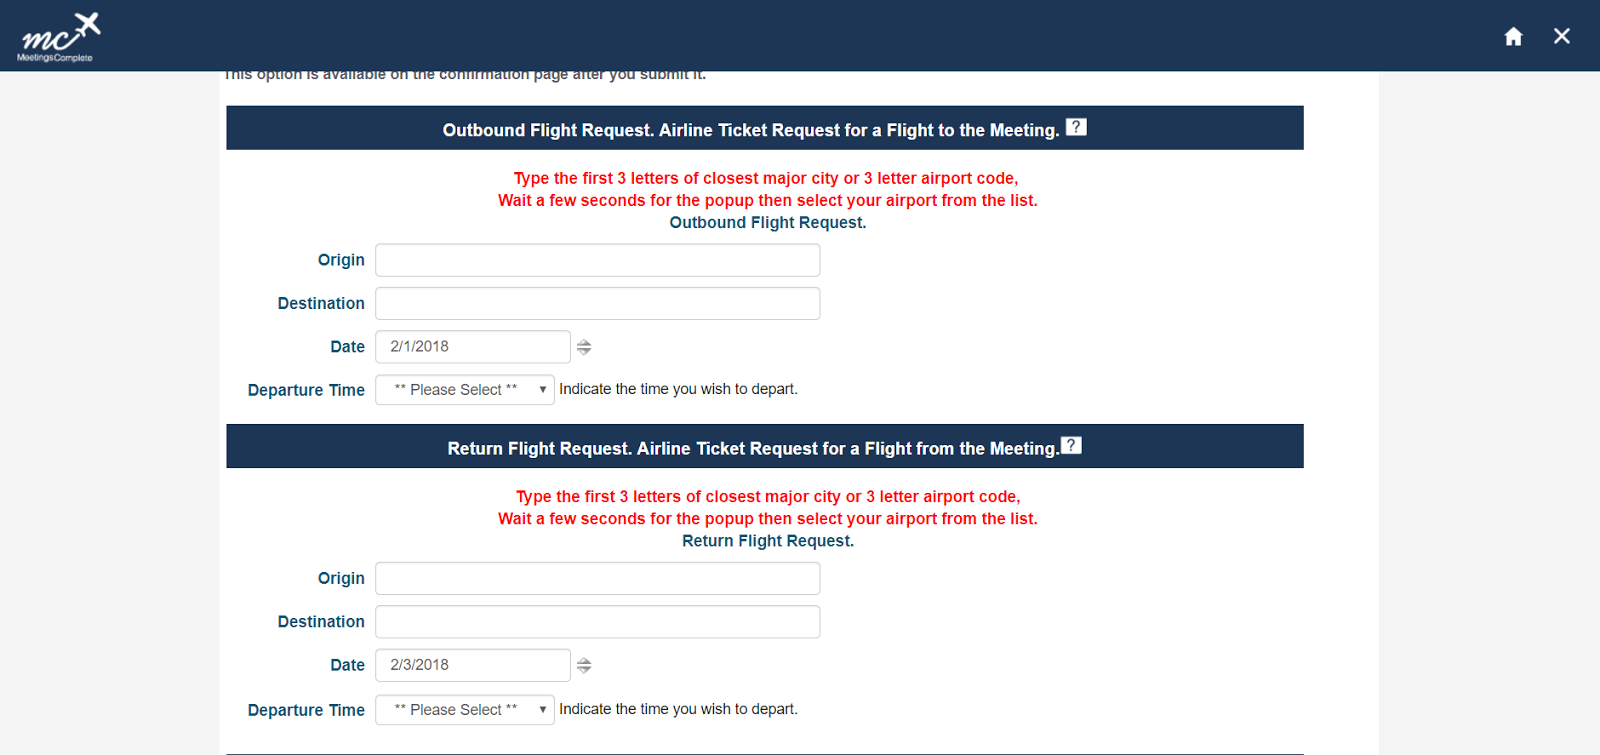 mc
MeetingsComplete
This option is available on the confirmation page after you submit it.
Outbound Flight Request. Airline Ticket Request for a Flight to the Meeting. ?
Type the first 3 letters of closest major city or 3 letter airport code,
Wait a few seconds for the popup then select your airport from the list.
Outbound Flight Request.
Origin
Destination
Date 2/1/2018
Departure Time ** Please Select ** Indicate the time you wish to depart.
Return Flight Request. Airline Ticket Request for a Flight from the Meeting. ?
Type the first 3 letters of closest major city or 3 letter airport code,
Wait a few seconds for the popup then select your airport from the list.
Return Flight Request.
Origin
Destination
Date 2/3/2018
Departure Time ** Please Select ** Indicate the time you wish to depart.